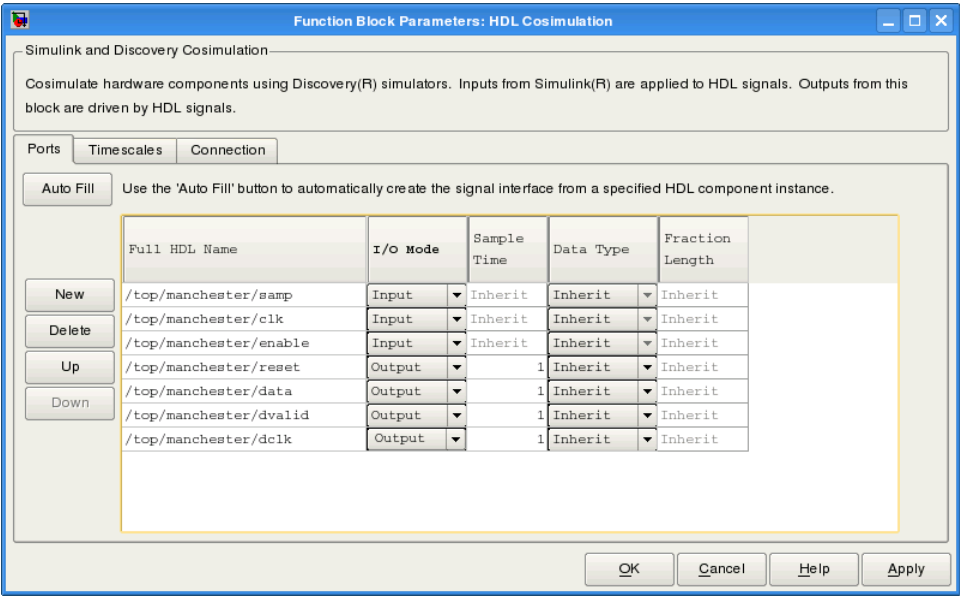 Function Block Parameters: HDL Cosimulation
Simulink and Discovery Cosimulation
Cosimulate hardware components using Discovery(R) simulators. Inputs from Simulink(R) are applied to HDL signals. Outputs from this
block are driven by HDL signals.
Ports Timescales Connection
Auto Fill Use the 'Auto Fill' button to automatically create the signal interface from a specified HDL component instance.
Full HDL Name I/O Mode Sample Time Data Type Fraction Length
New /top/manchester/samp Input Inherit Inherit Inherit
/top/manchester/clk Input Inherit Inherit Inherit
Delete /top/manchester/enable Input Inherit Inherit Inherit
Up /top/manchester/reset Output 1 Inherit Inherit
/top/manchester/data Output 1 Inherit Inherit
Down /top/manchester/dvalid Output 1 Inherit Inherit
/top/manchester/dclk Output 1 Inherit Inherit
OK Cancel Help Apply